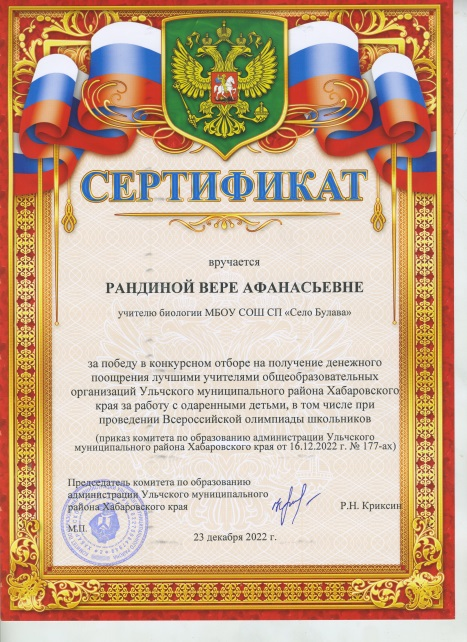 СЕРТИФИКАТ
вручается
РАНДИНОЙ ВЕРЕ АФАНАСЬЕВНЕ
учителю биологии МБОУ СОШ СП «Село Булава»
за победу в конкурсном отборе на получение денежного
поощрения лучшими учителями общеобразовательных
организаций Ульчского муниципального района Хабаровского
края за работу с одаренными детьми, в том числе при
проведении Всероссийской олимпиады школьников
(приказ комитета по образованию администрации Ульчского
муниципального района Хабаровского края от 16.12.2022 г. № 177-ах)
Председатель комитета по образованию
администрации Ульчского муниципального
района Хабаровского края
Р.Н. Криксин
М.П.
23 декабря 2022 г.